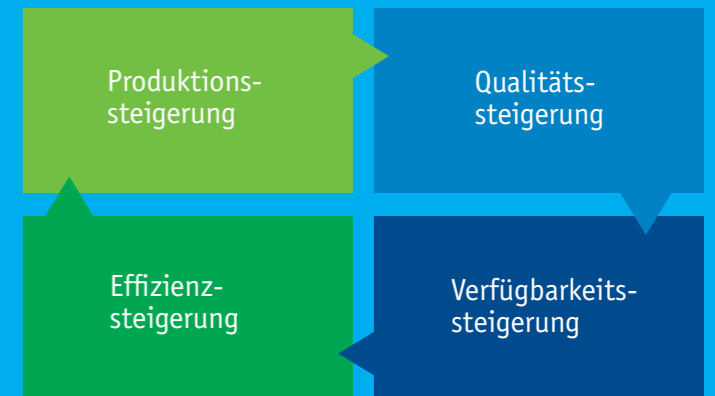 Produktions-
steigerung
Qualitäts-
steigerung
Effizienz-
steigerung
Verfügbarkeits-
steigerung